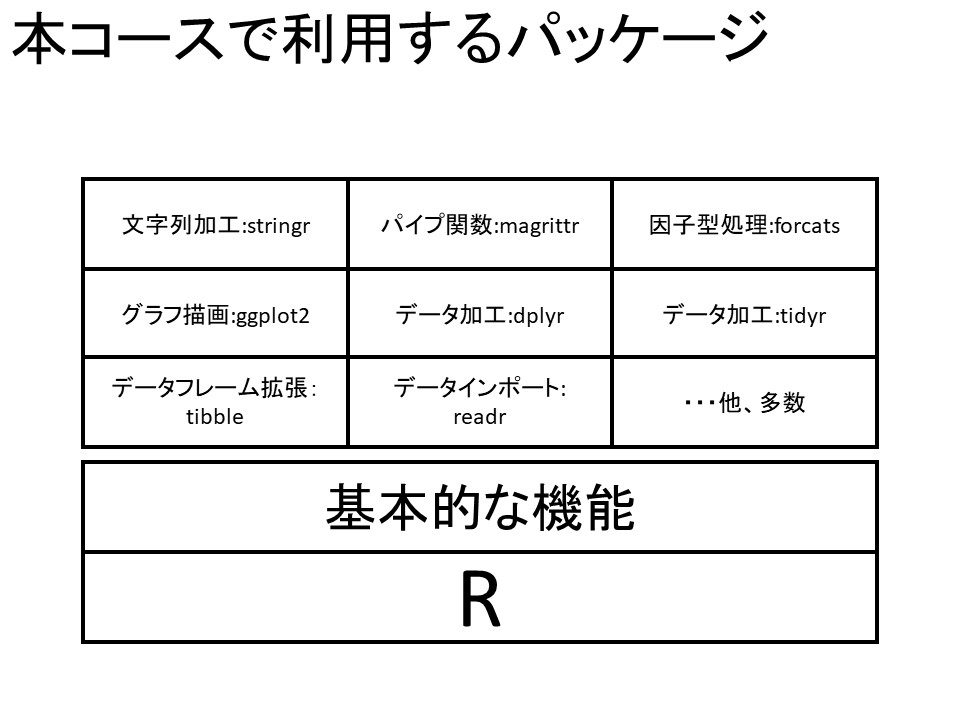 本コースで利用するパッケージ
文字列加工:stringr
パイプ関数:magrittr
因子型処理:forcats
グラフ描画:ggplot2
データ加工:dplyr
データ加工:tidyr
データフレーム拡張:
tibble
データインポート:
readr
・・・他、多数
基本的な機能
R